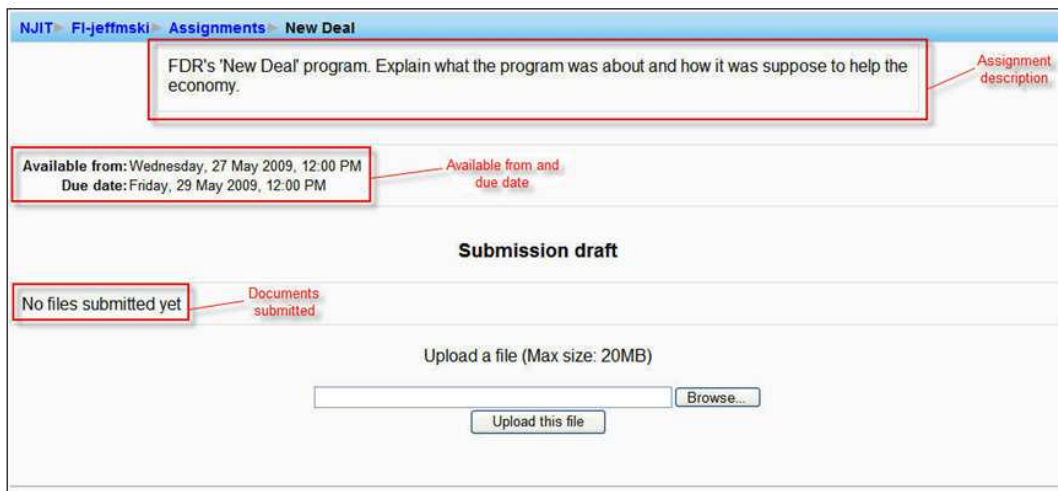 NJIT ► FI-jeffmski ► Assignments ► New Deal
FDR's 'New Deal' program. Explain what the program was about and how it was suppose to help the
economy.
Assignment
description
Available from: Wednesday, 27 May 2009, 12:00 PM
Due date: Friday, 29 May 2009, 12:00 PM
Available from and
due date
Submission draft
No files submitted yet
Documents
submitted
Upload a file (Max size: 20MB)
Browse...
Upload this file